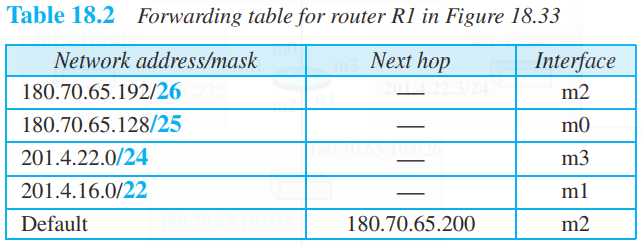 Table 18.2 Forwarding table for router R1 in Figure 18.33
Network address/mask Next hop Interface
180.70.65.192/26 — m2
180.70.65.128/25 — m0
201.4.22.0/24 — m3
201.4.16.0/22 — m1
Default 180.70.65.200 m2